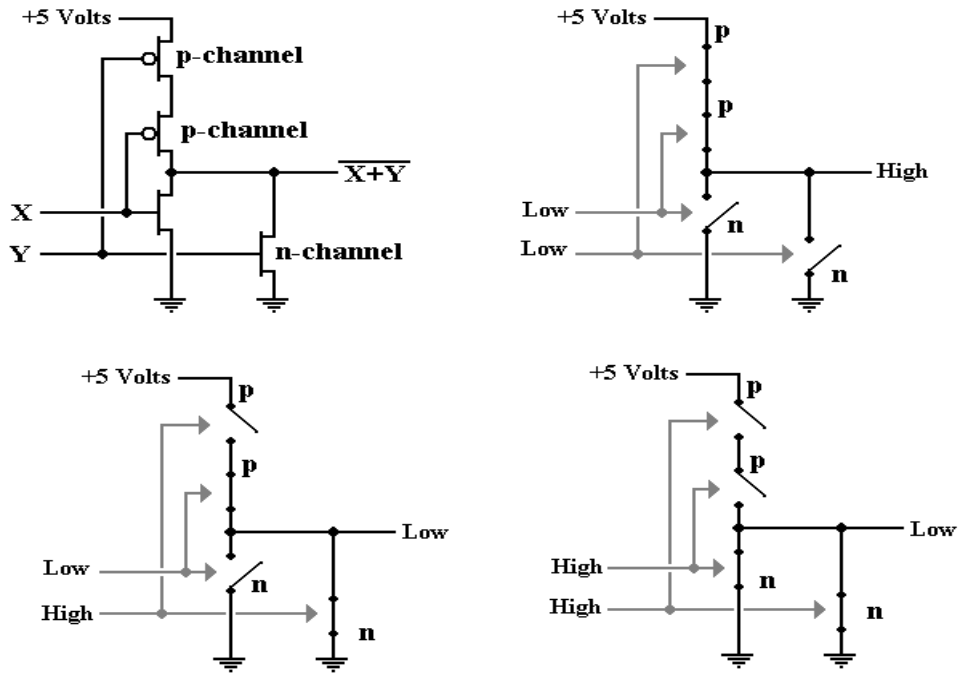 +5 Volts
p-channel
p-channel
X+Y
X
Y
n-channel
+5 Volts
p
p
High
Low
n
Low
n
+5 Volts
p
p
Low
Low
n
High
n
+5 Volts
p
p
Low
High
n
High
n